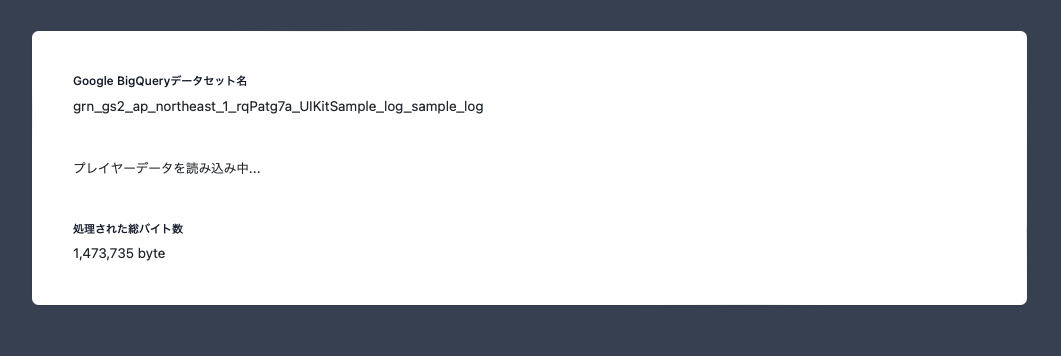 Google BigQueryデータセット名
grn_gs2_ap_northeast_1_rqPatg7a_UIKitSample_log_sample_log
プレイヤーデータを読み込み中...
処理された総バイト数
1,473,735 byte